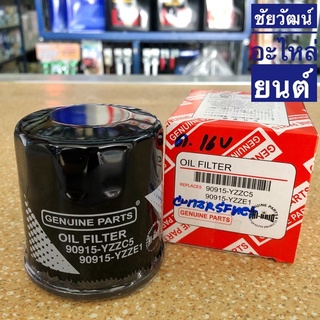 ชัยวัฒน์
อะไหล่
ยนต์
GENUINE PARTS
OIL FILTER
90915-YZZC5
90915-YZZE1
GENUINE PARTS
16V
OIL FILTER
REPLACES
90915-YZZC5
90915-YZZE1